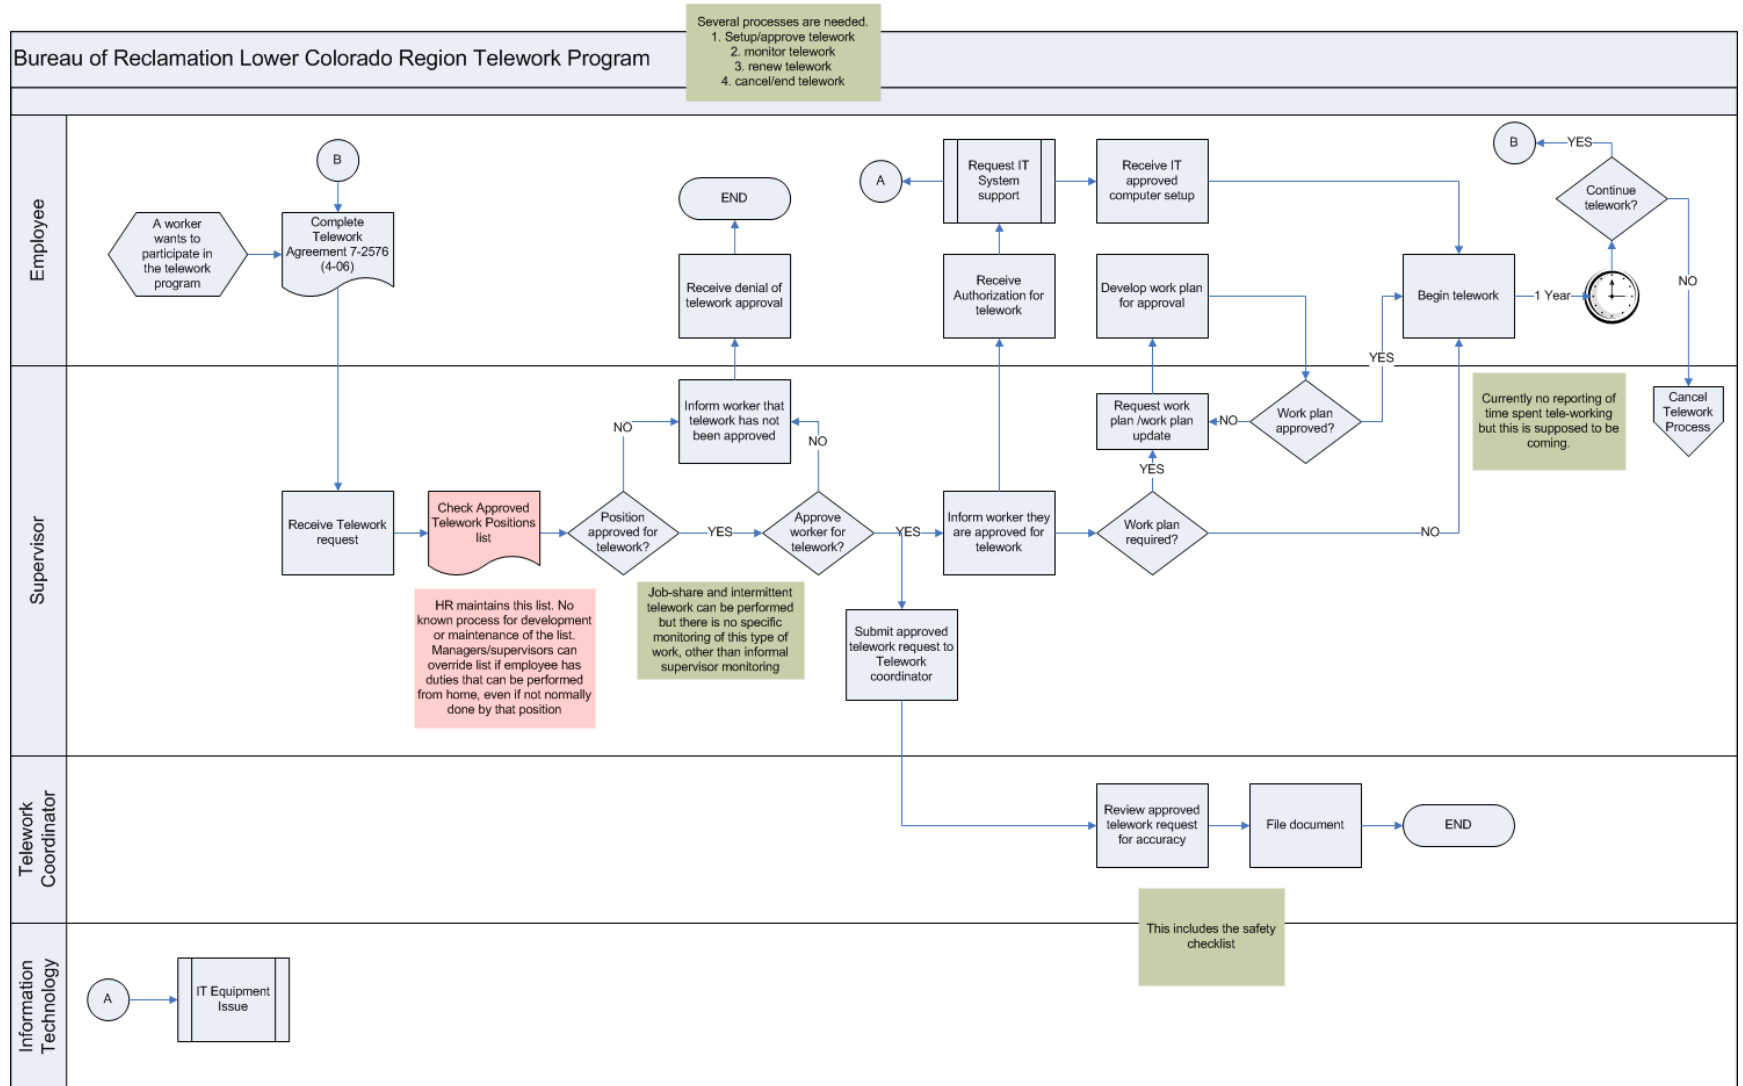 Several processes are needed.
1. Setup/approve telework
2. monitor telework
3. renew telework
4. cancel/end telework
Bureau of Reclamation Lower Colorado Region Telework Program
Employee
B
A worker
wants to
participate in
the telework
program
Complete
Telework
Agreement 7-2576
(4-06)
END
Receive denial of
telework approval
A
Request IT
System
support
Receive IT
approved
computer setup
Receive
Authorization for
telework
Develop work plan
for approval
Begin telework
1 Year
B
YES
Continue
telework?
NO
YES
Supervisor
Receive Telework
request
Check Approved
Telework Positions
list
HR maintains this list. No
known process for development
or maintenance of the list.
Managers/supervisors can
override list if employee has
duties that can be performed
from home, even if not normally
done by that position
Position
approved for
telework?
NO
YES
Inform worker that
telework has not
been approved
NO
Approve
worker for
telework?
YES
Job-share and intermittent
telework can be performed
but there is no specific
monitoring of this type of
work, other than informal
supervisor monitoring
Submit approved
telework request to
Telework
coordinator
Inform worker they
are approved for
telework
Work plan
required?
YES
NO
Request work
plan /work plan
update
NO
Work plan
approved?
Currently no reporting of
time spent tele-working
but this is supposed to be
coming.
Cancel
Telework
Process
Telework
Coordinator
Review approved
telework request
for accuracy
File document
END
This includes the safety
checklist
Information
Technology
A
IT Equipment
Issue